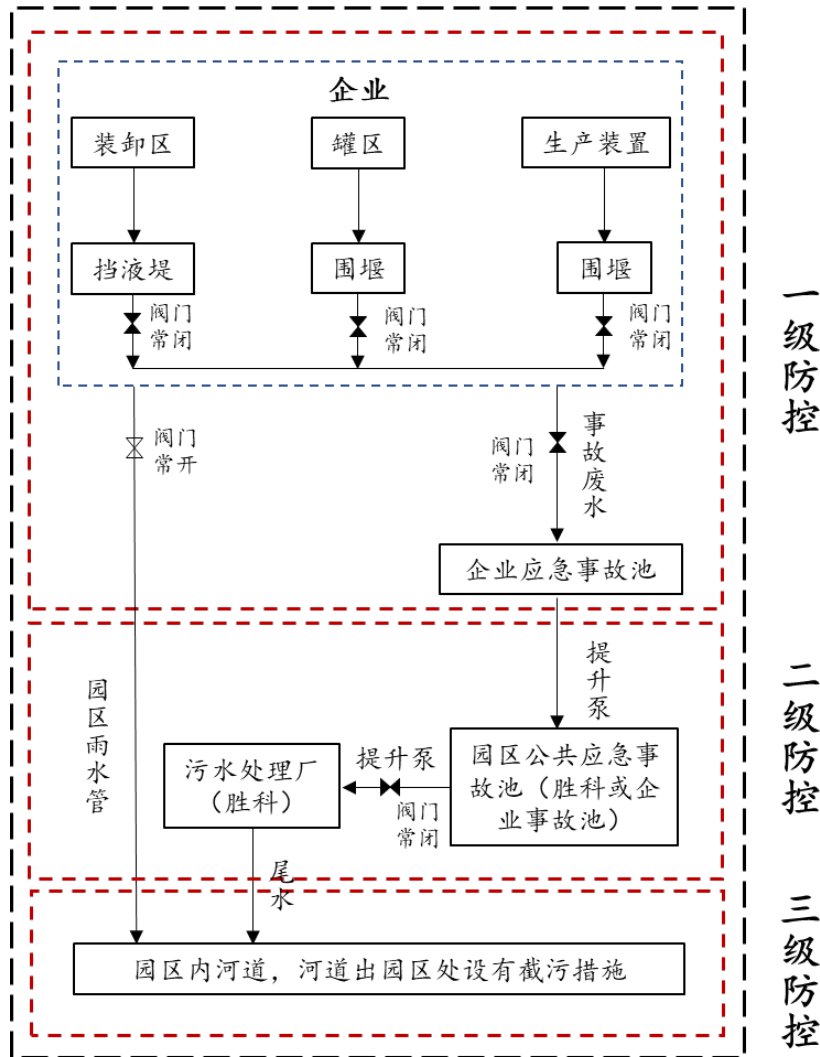 企业
装卸区
罐区
生产装置
挡液堤
围堰
围堰
阀门
常闭
阀门
常闭
阀门
常闭
一级防控
阀门
常开
阀门
常闭
事故废水
企业应急事故池
提升泵
园区雨水管
二级防控
污水处理厂
（胜科）
提升泵
阀门
常闭
园区公共应急事
故池（胜科或企
业事故池）
尾水
三级防控
园区内河道，河道出园区处设有截污措施